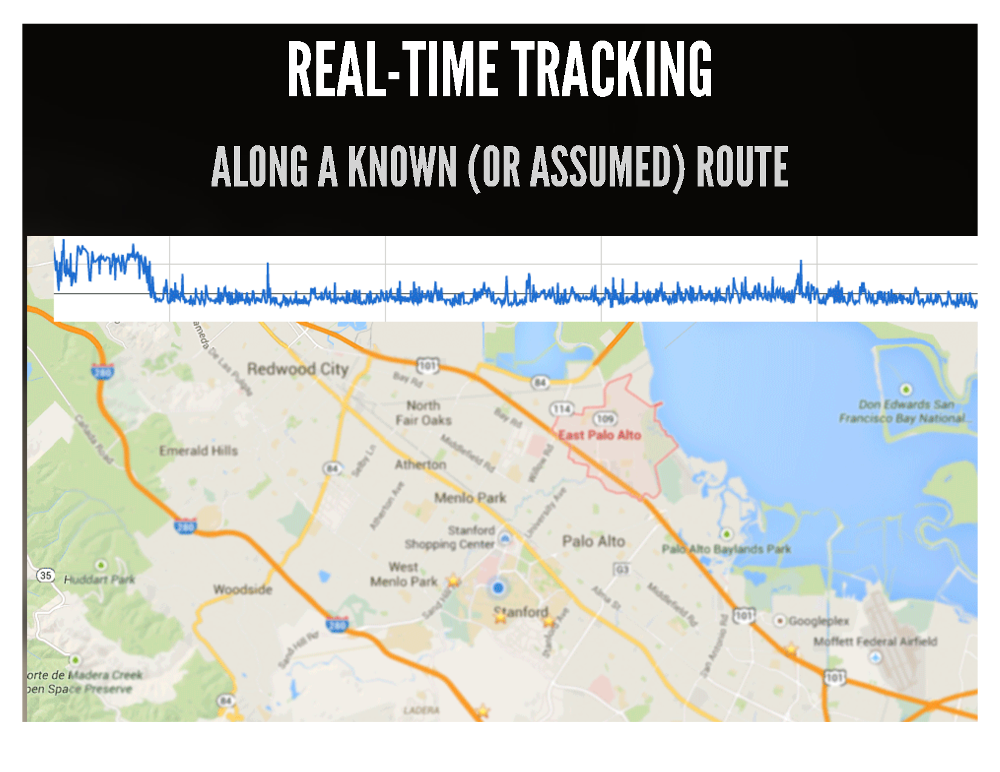 REAL-TIME TRACKING
ALONG A KNOWN (OR ASSUMED) ROUTE
ameda De Las Pulgas
280
Redwood City
101
Bay Rd
84
North
Fair Oaks
114
109
Bay Rd
East Palo Alto
Don Edwards San
Francisco Bay National...
Cañada Road
Emerald Hills
84
Selby Ln
Atherton
Middlefield Rd
Willow Rd
Menlo Park
Atherton Ave
University Ave
280
Stanford
Shopping Center
Palo Alto
Palo Alto Baylands Park
35
Huddart Park
West
Menlo Park
G3
Woodside
Sand Hill
Alma St
Middlefield Rd
Stanford
Stanford Ave
280
101
Googleplex
Sand Hill Rd
San Antonio Rd
Moffett Federal Airfield
orte de Madera Creek
pen Space Preserve
101
84
LADERA